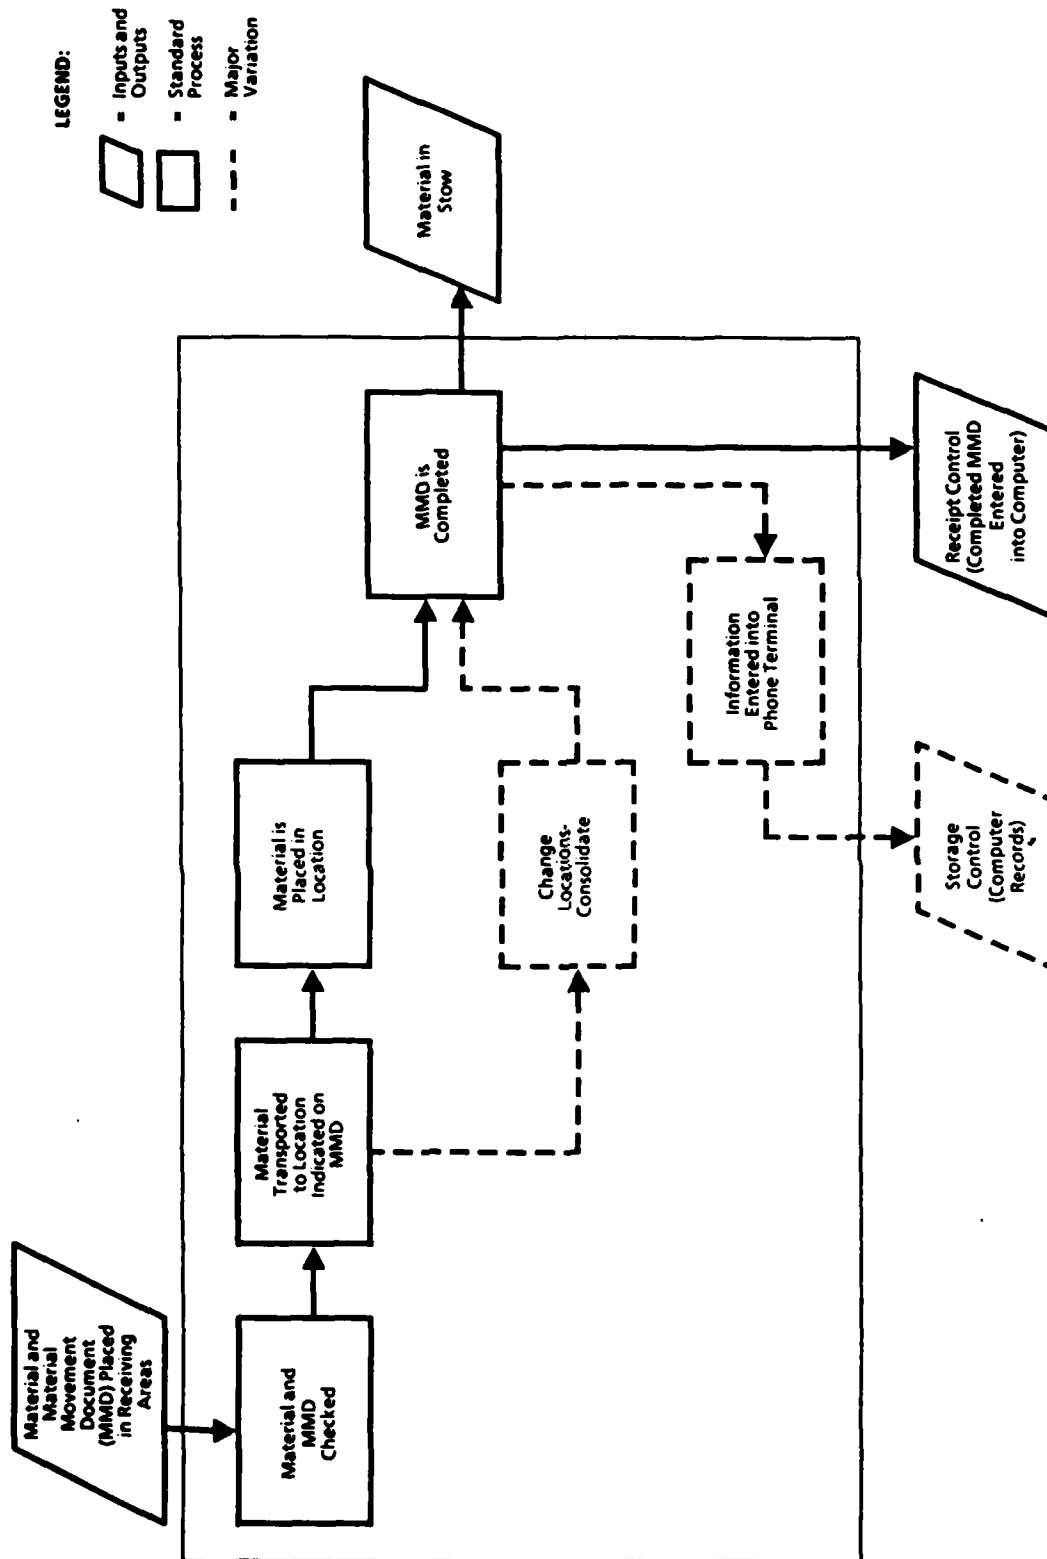 LEGEND:
= Inputs and
Outputs
= Standard
Process
= Major
Variation
Material and
Material
Movement
Document
(MMD) Placed
in Receiving
Areas
Material and
MMD
Checked
Material
Transported
to Location
Indicated on
MMD
Material is
Placed in
Location
Change
Locations-
Consolidate
MMD is
Completed
Material in
Stow
Information
Entered into
Phone Terminal
Storage
Control
(Computer
Records)
Receipt Control
(Completed MMD
Entered
into Computer)